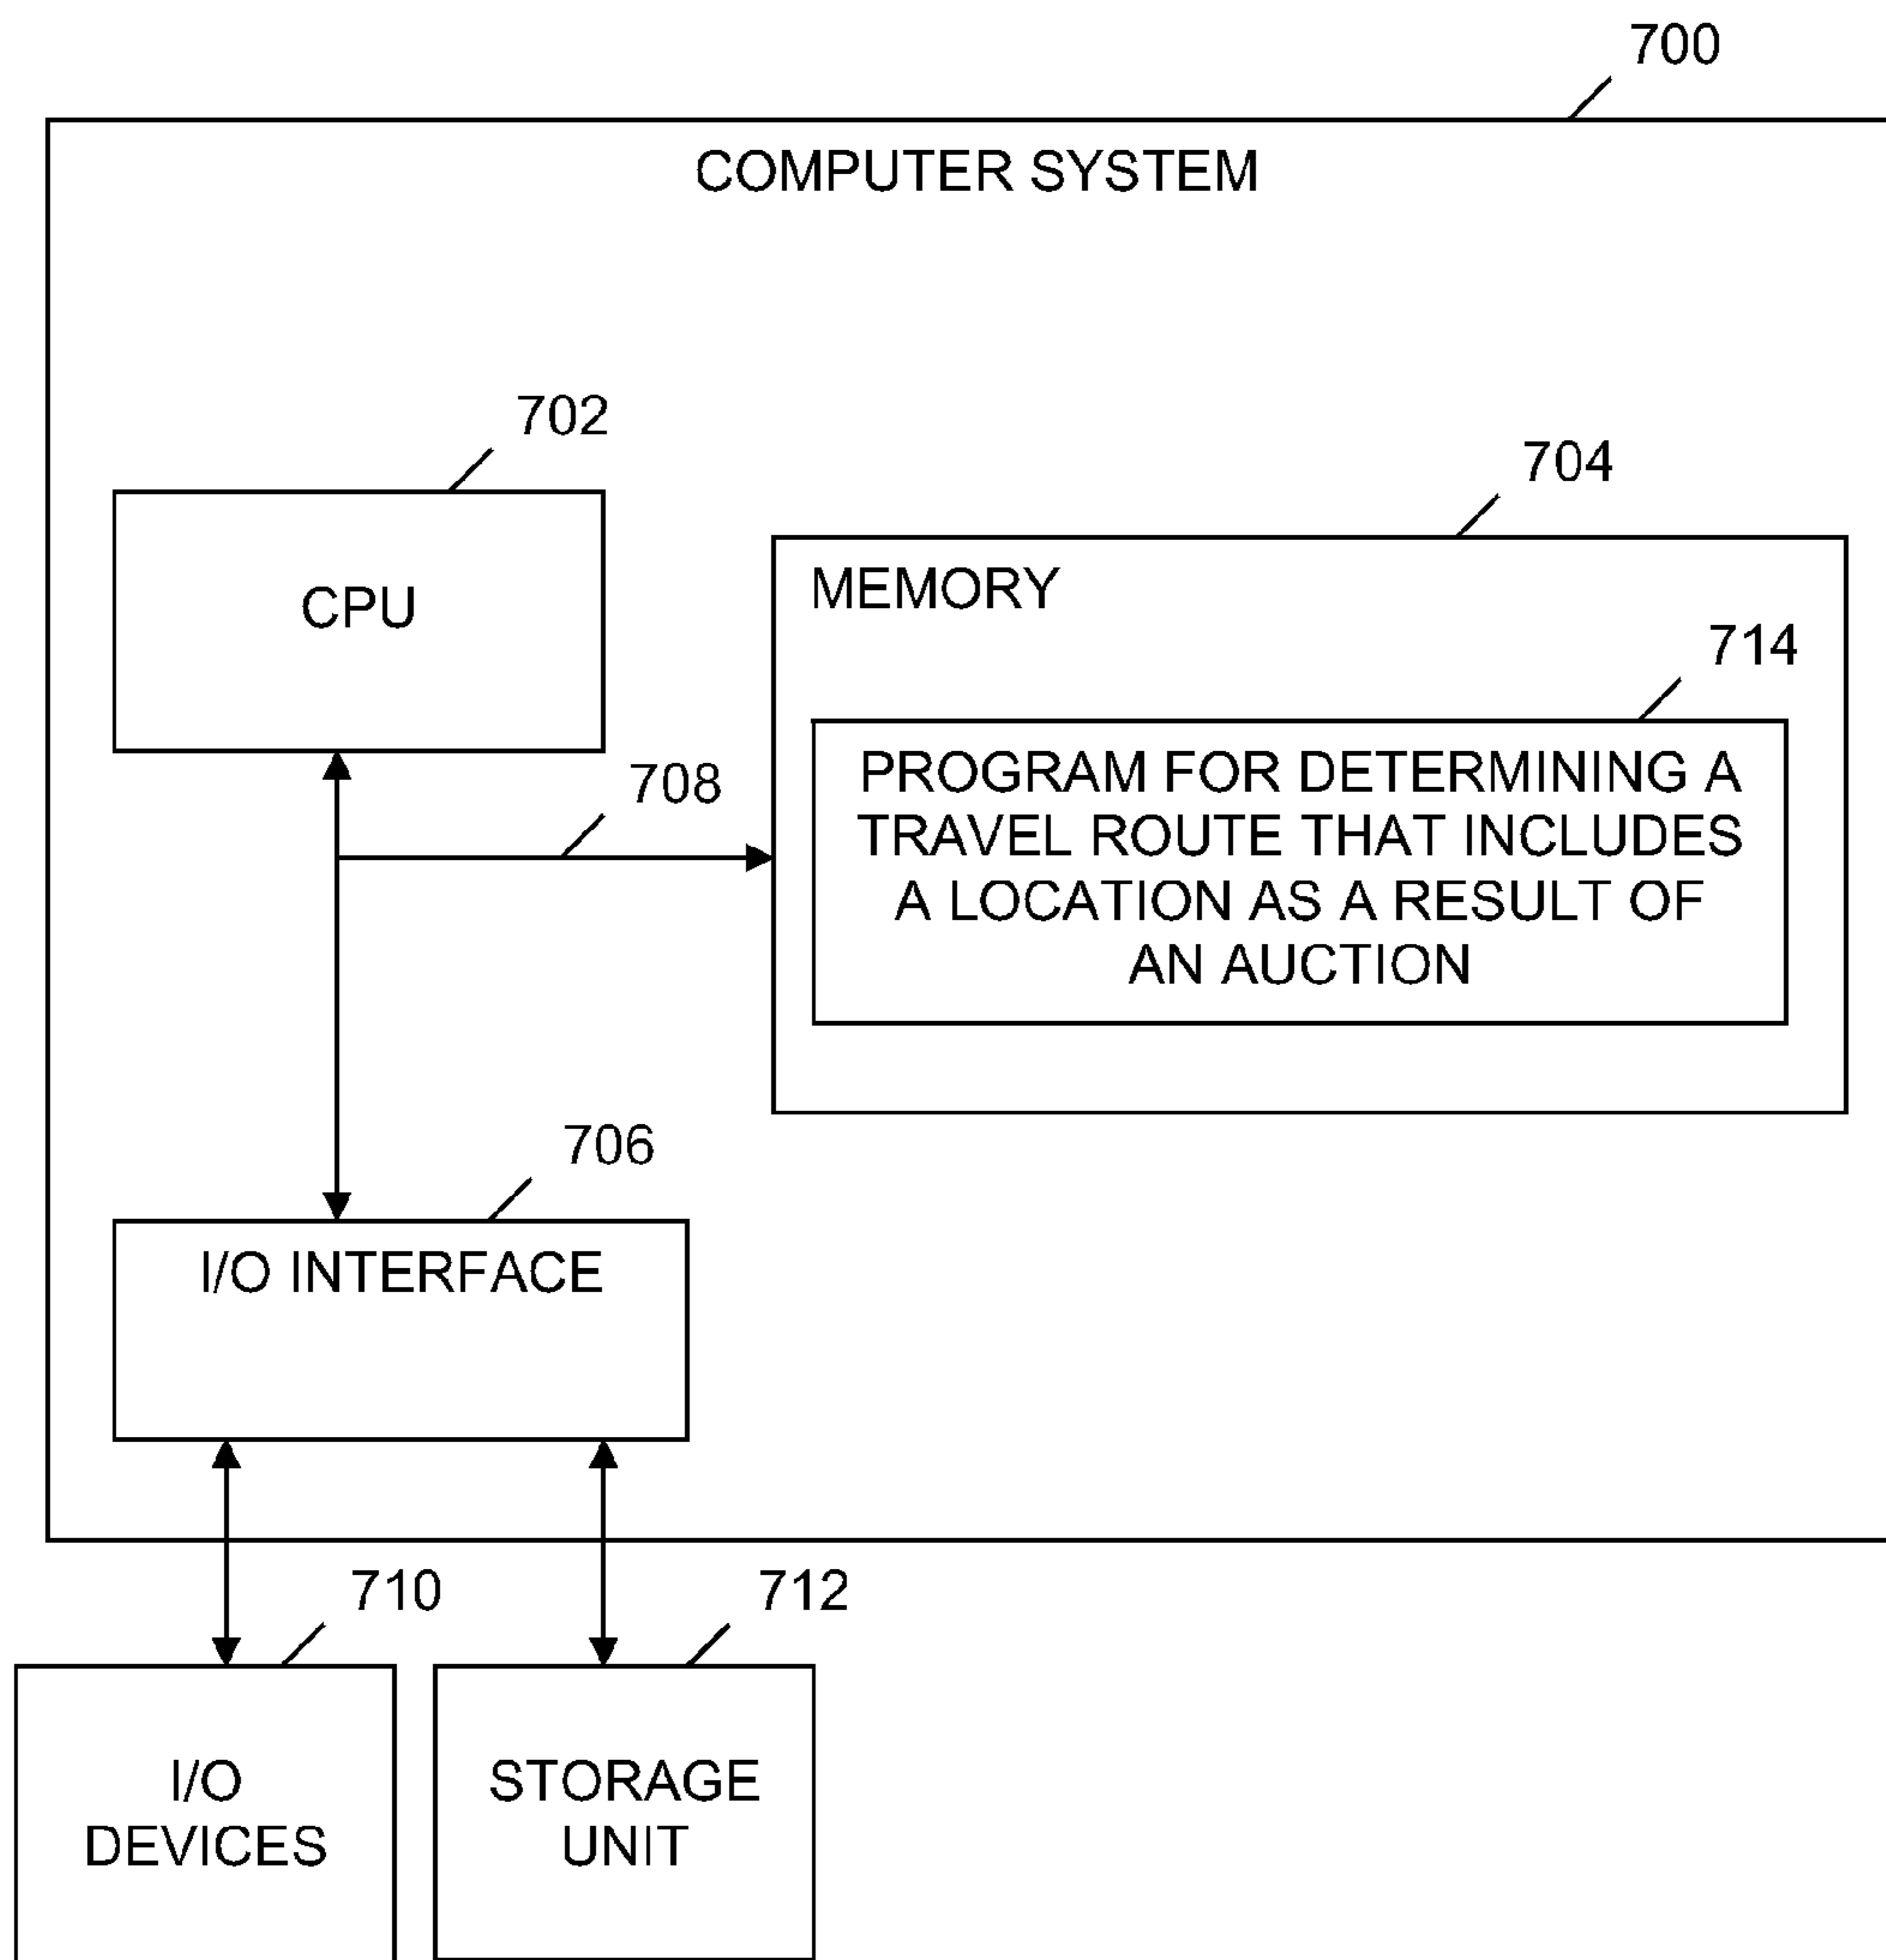 700
COMPUTER SYSTEM
702
CPU
704
MEMORY
714
PROGRAM FOR DETERMINING A
TRAVEL ROUTE THAT INCLUDES
A LOCATION AS A RESULT OF
AN AUCTION
708
706
I/O INTERFACE
710
I/O
DEVICES
712
STORAGE
UNIT